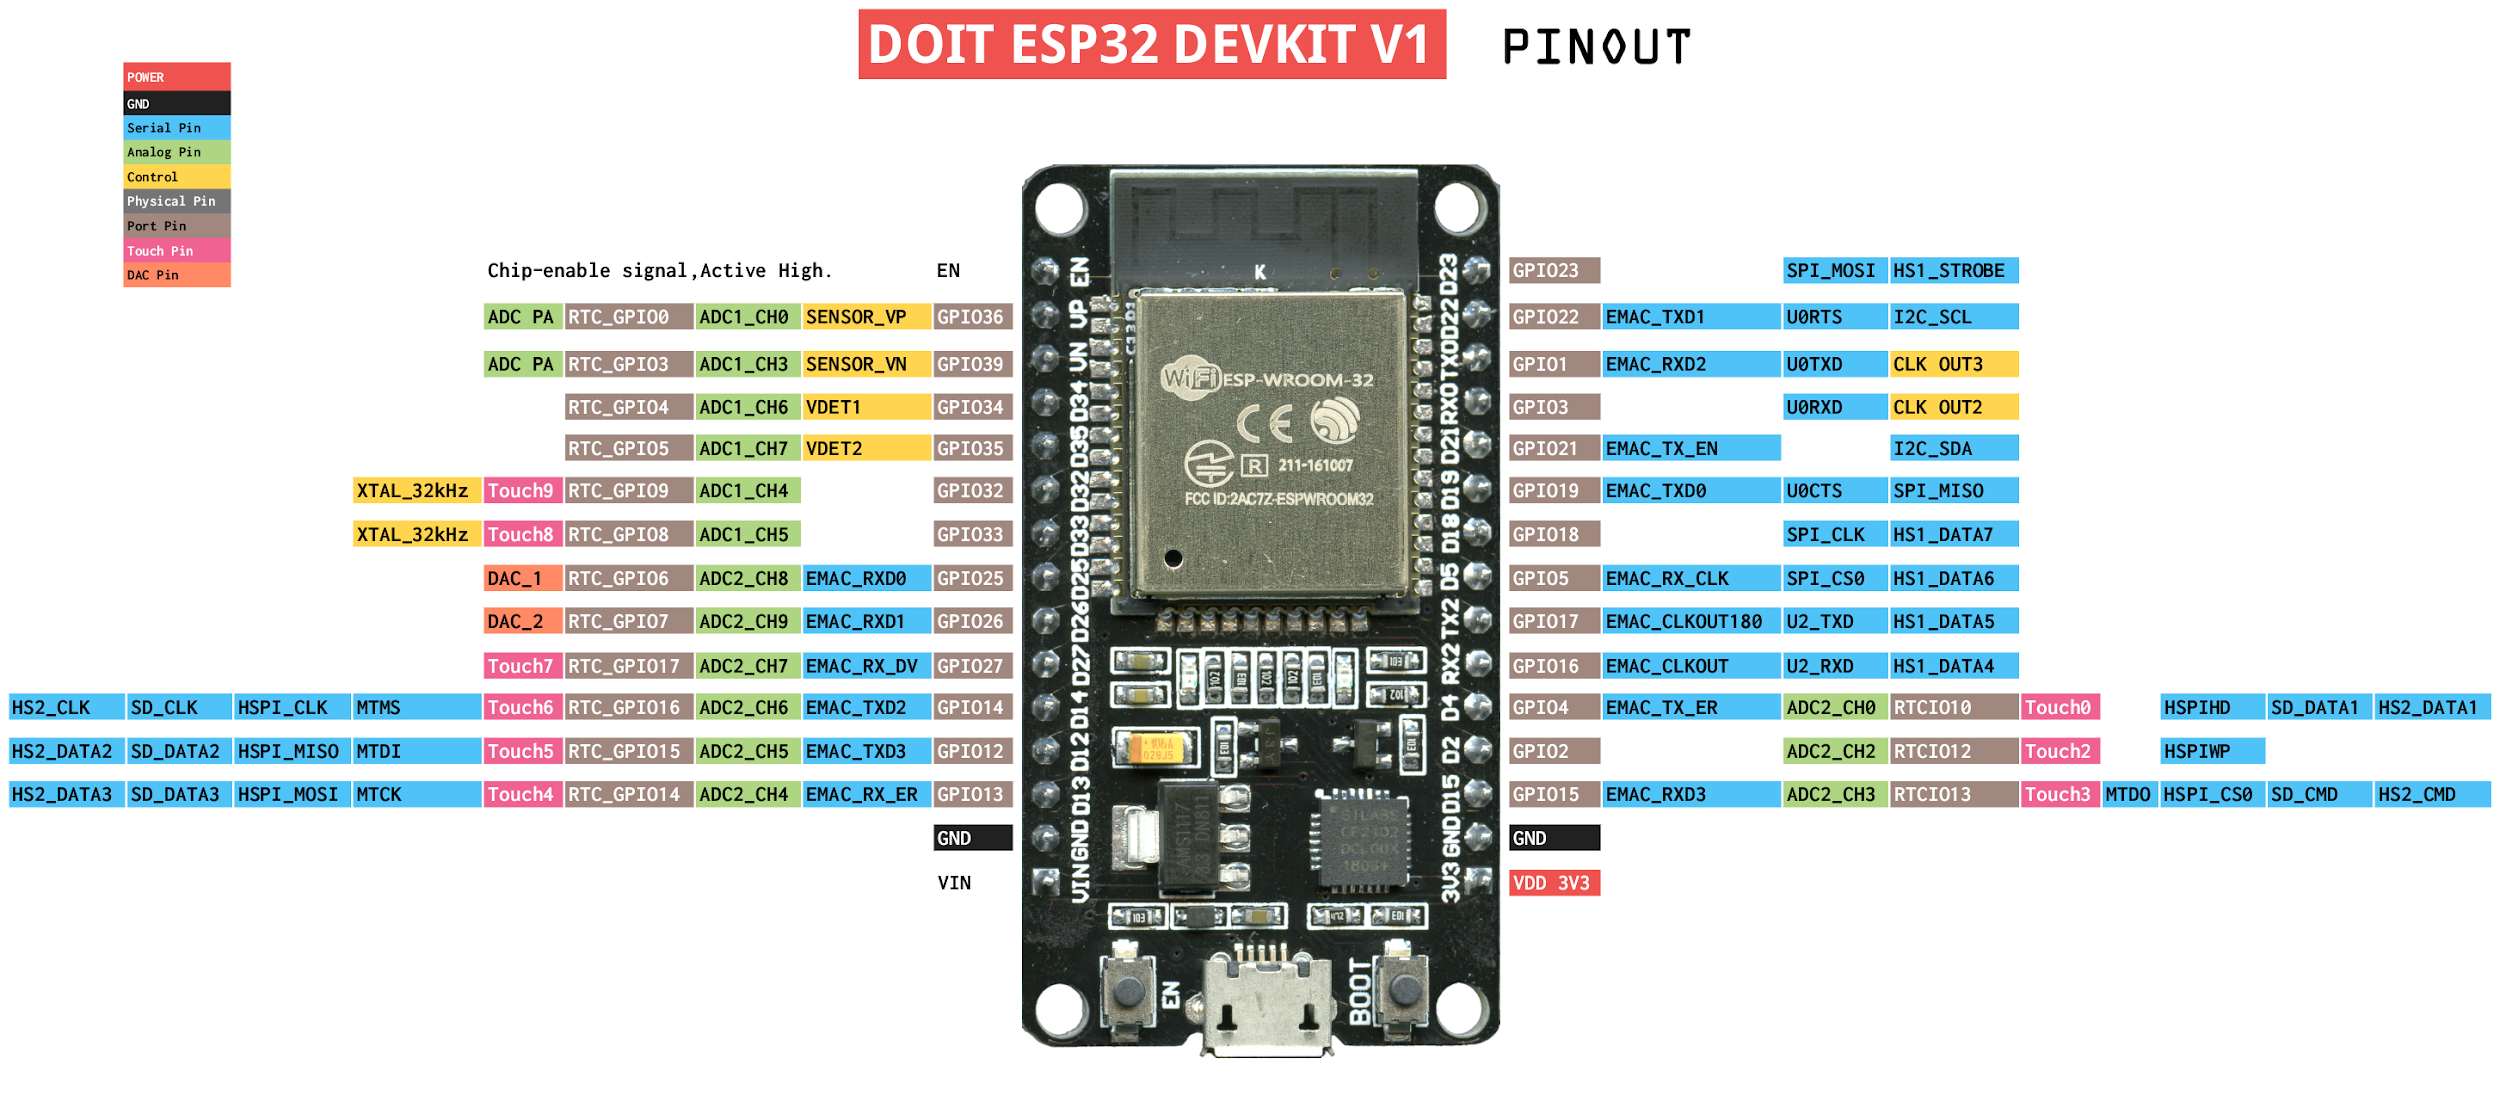 DOIT ESP32 DEVKIT V1 PINOUT
POWER
GND
Serial Pin
Analog Pin
Control
Physical Pin
Port Pin
Touch Pin
DAC Pin
Chip-enable signal,Active High. EN
ADC PA RTC_GPIO0 ADC1_CH0 SENSOR_VP GPIO36
ADC PA RTC_GPIO3 ADC1_CH3 SENSOR_VN GPIO39
RTC_GPIO4 ADC1_CH6 VDET1 GPIO34
RTC_GPIO5 ADC1_CH7 VDET2 GPIO35
XTAL_32kHz Touch9 RTC_GPIO9 ADC1_CH4 GPIO32
XTAL_32kHz Touch8 RTC_GPIO8 ADC1_CH5 GPIO33
DAC_1 RTC_GPIO6 ADC2_CH8 EMAC_RXD0 GPIO25
DAC_2 RTC_GPIO7 ADC2_CH9 EMAC_RXD1 GPIO26
Touch7 RTC_GPIO17 ADC2_CH7 EMAC_RX_DV GPIO27
HS2_CLK SD_CLK HSPI_CLK MTMS Touch6 RTC_GPIO16 ADC2_CH6 EMAC_TXD2 GPIO14
HS2_DATA2 SD_DATA2 HSPI_MISO MTDI Touch5 RTC_GPIO15 ADC2_CH5 EMAC_TXD3 GPIO12
HS2_DATA3 SD_DATA3 HSPI_MOSI MTCK Touch4 RTC_GPIO14 ADC2_CH4 EMAC_RX_ER GPIO13
GND
VIN
EN
VP
VN
D34
D35
D32
D33
D25
D26
D27
D14
D12
D13
GND
VIN
K
WiFi ESP-WROOM-32
CE
R 211-161007
FCC ID:2AC7Z-ESPWROOM32
AMS1117
SILABS
CP2102
EN
BOOT
D23
D22
TX0
RX0
D21
D19
D18
D5
TX2
RX2
D4
D2
D15
GND
3V3
GPIO23 SPI_MOSI HS1_STROBE
GPIO22 EMAC_TXD1 U0RTS I2C_SCL
GPIO1 EMAC_RXD2 U0TXD CLK OUT3
GPIO3 U0RXD CLK OUT2
GPIO21 EMAC_TX_EN I2C_SDA
GPIO19 EMAC_TXD0 U0CTS SPI_MISO
GPIO18 SPI_CLK HS1_DATA7
GPIO5 EMAC_RX_CLK SPI_CS0 HS1_DATA6
GPIO17 EMAC_CLKOUT180 U2_TXD HS1_DATA5
GPIO16 EMAC_CLKOUT U2_RXD HS1_DATA4
GPIO4 EMAC_TX_ER ADC2_CH0 RTCIO10 Touch0 HSPIHD SD_DATA1 HS2_DATA1
GPIO2 ADC2_CH2 RTCIO12 Touch2 HSPIWP
GPIO15 EMAC_RXD3 ADC2_CH3 RTCIO13 Touch3 MTDO HSPI_CS0 SD_CMD HS2_CMD
GND
VDD 3V3